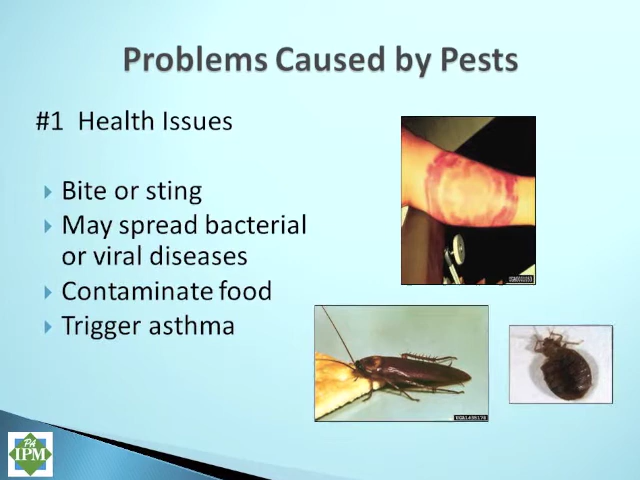 Problems Caused by Pests
#1 Health Issues
Bite or sting
May spread bacterial
or viral diseases
Contaminate food
Trigger asthma
PA
IPM